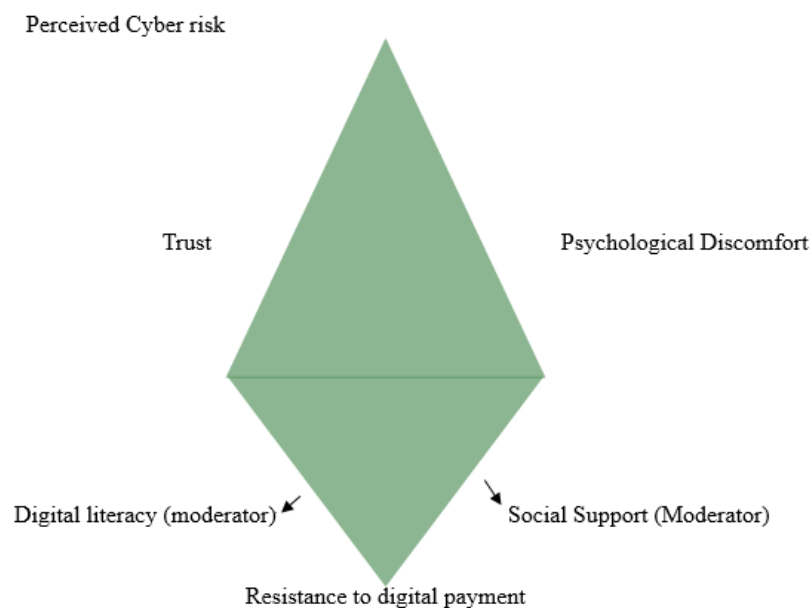 Perceived Cyber risk
Trust
Psychological Discomfort
Digital literacy (moderator)
Social Support (Moderator)
Resistance to digital payment